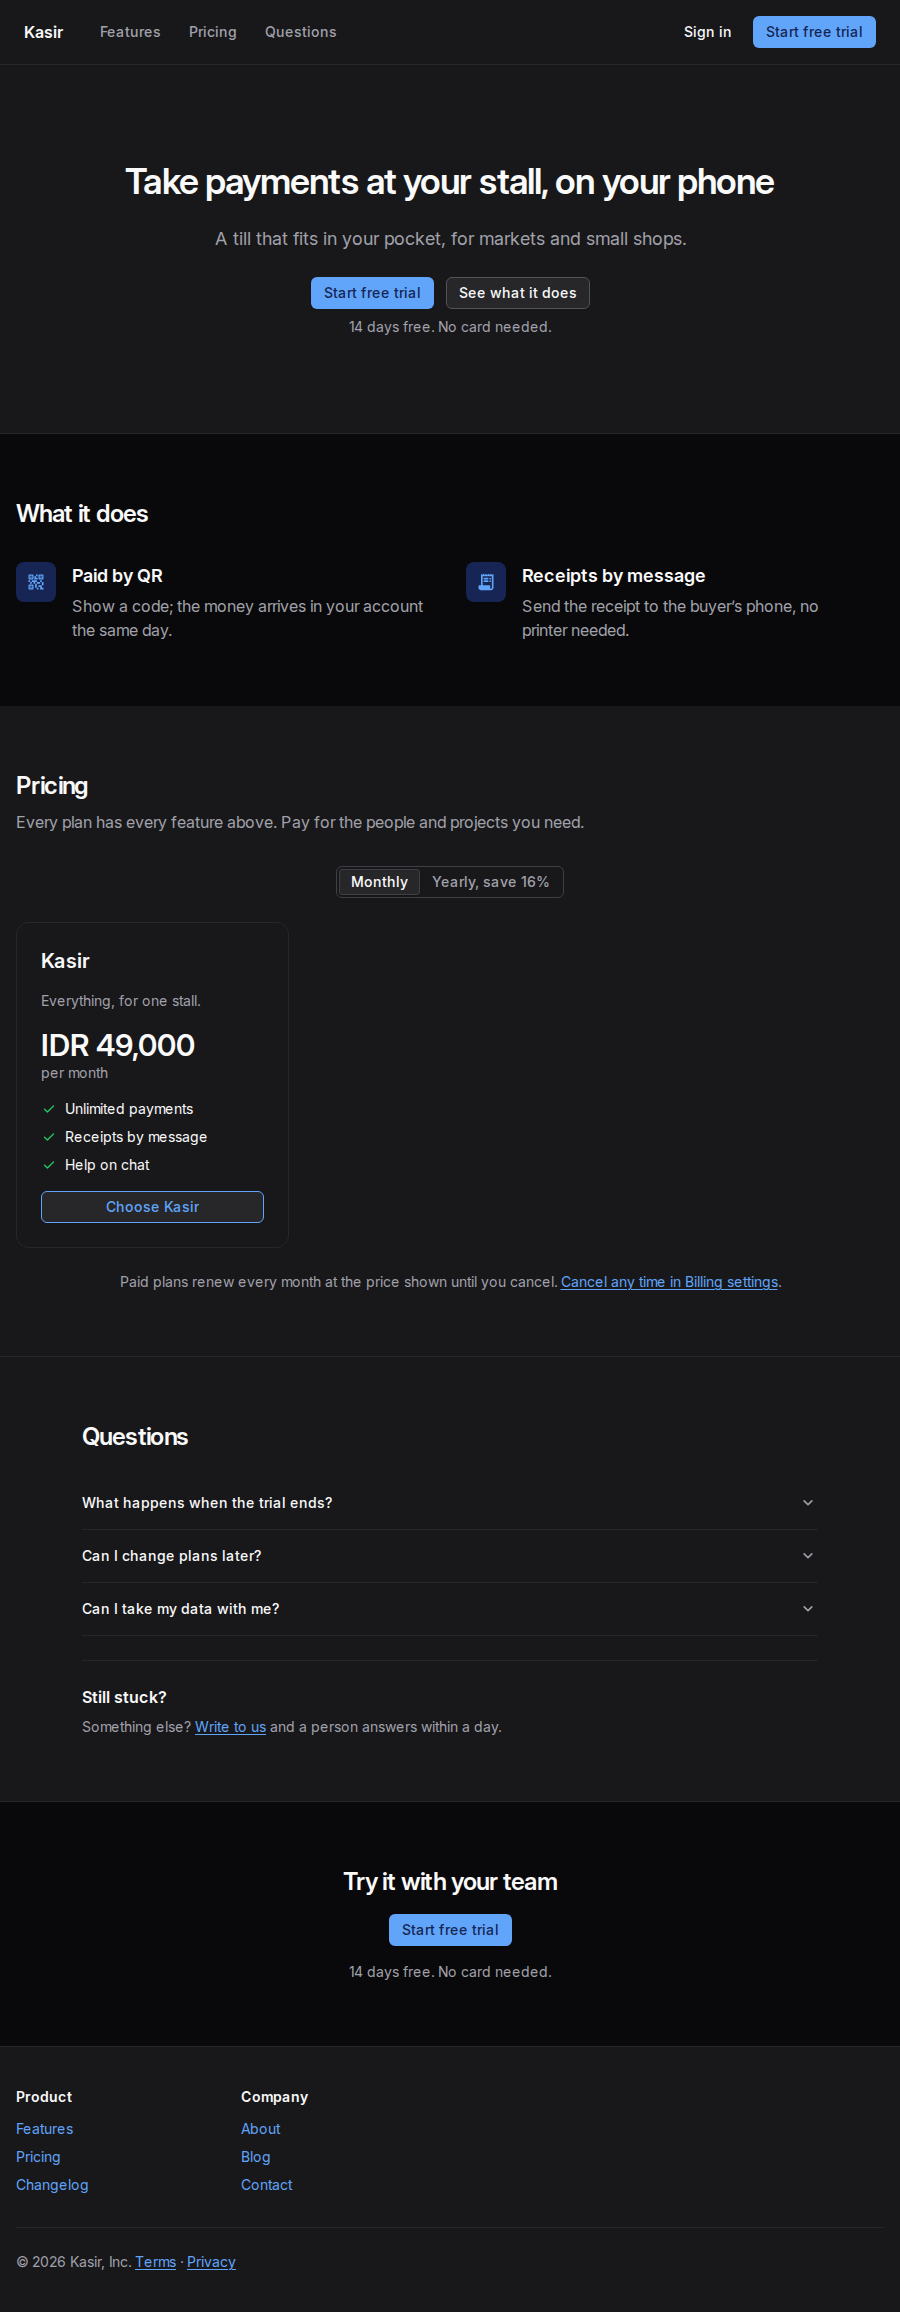 Kasir
Features
Pricing
Questions
Sign in
Start free trial
Take payments at your stall, on your phone
A till that fits in your pocket, for markets and small shops.
Start free trial
See what it does
14 days free. No card needed.
What it does
Paid by QR
Show a code; the money arrives in your account
the same day.
Receipts by message
Send the receipt to the buyer's phone, no
printer needed.
Pricing
Every plan has every feature above. Pay for the people and projects you need.
Monthly
Yearly, save 16%
Kasir
Everything, for one stall.
IDR 49,000
per month
Unlimited payments
Receipts by message
Help on chat
Choose Kasir
Paid plans renew every month at the price shown until you cancel. Cancel any time in Billing settings.
Questions
What happens when the trial ends?
Can I change plans later?
Can I take my data with me?
Still stuck?
Something else? Write to us and a person answers within a day.
Try it with your team
Start free trial
14 days free. No card needed.
Product
Features
Pricing
Changelog
Company
About
Blog
Contact
© 2026 Kasir, Inc. Terms · Privacy